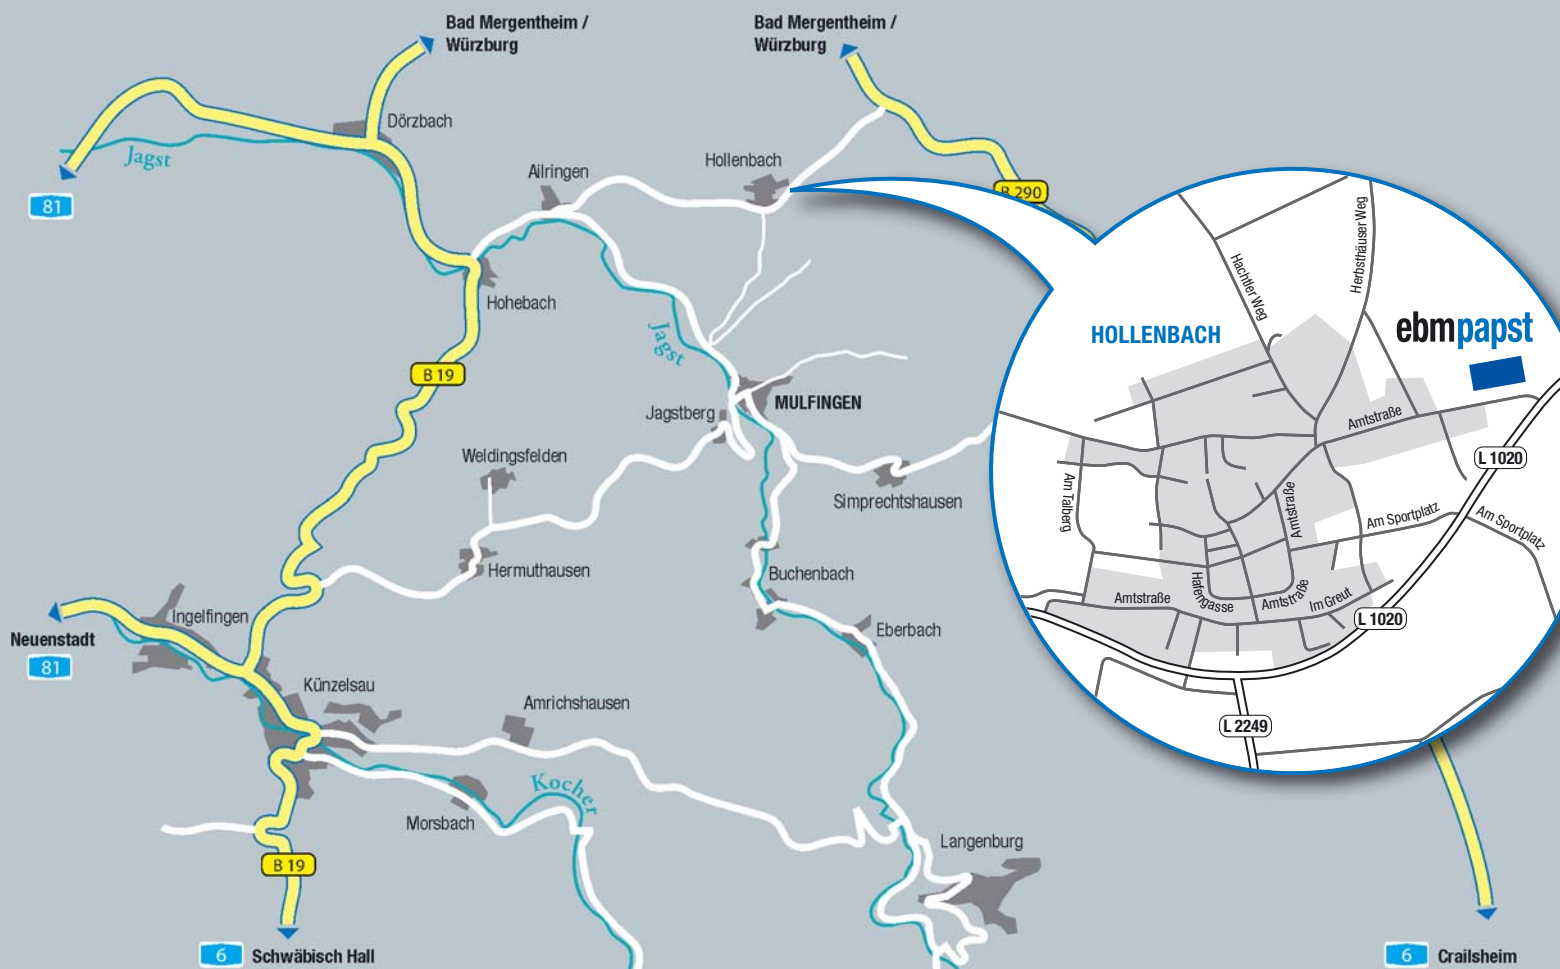 Bad Mergentheim /
Würzburg
Bad Mergentheim /
Würzburg
Dörzbach
Jagst
81
Ailringen
Hollenbach
B 290
Hohebach
Jagst
B 19
Jagstberg
MULFINGEN
Weldingsfelden
Simprechtshausen
Hermuthausen
Buchenbach
Ingelfingen
Neuenstadt
81
Eberbach
Künzelsau
Amrichshausen
Kocher
Morsbach
Langenburg
B 19
6 Schwäbisch Hall
6 Crailsheim
HOLLENBACH
ebmpapst
Hachtler Weg
Herbsthäuser Weg
Amtstraße
L 1020
Am Talberg
Amtstraße
Am Sportplatz
Am Sportplatz
Amtstraße
Hafengasse
Amtstraße
Im Greut
L 1020
L 2249